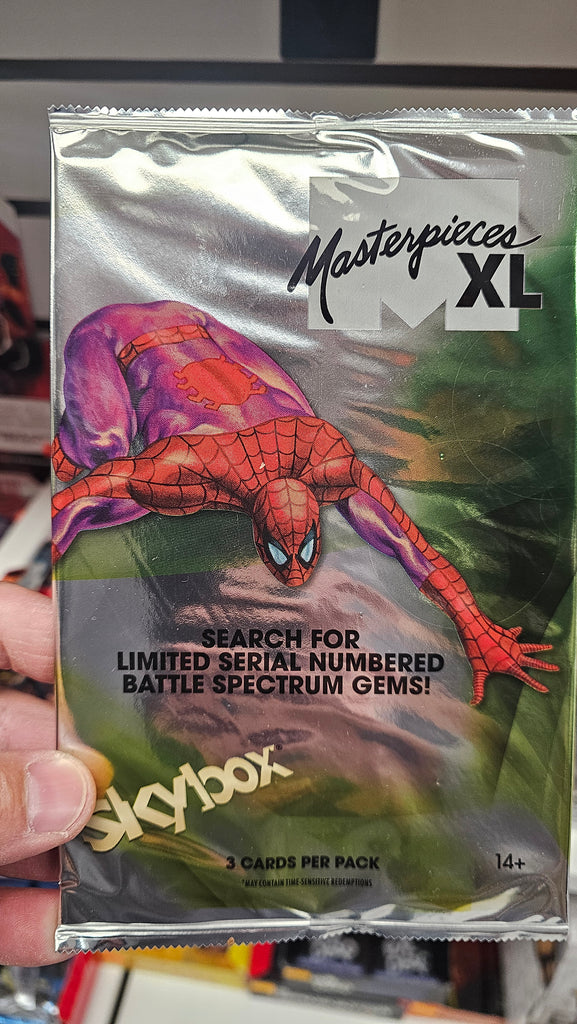 Masterpieces
XL
SEARCH FOR
LIMITED SERIAL NUMBERED
BATTLE SPECTRUM GEMS!
skybox®
3 CARDS PER PACK
14+
*MAY CONTAIN TIME-SENSITIVE REDEMPTIONS